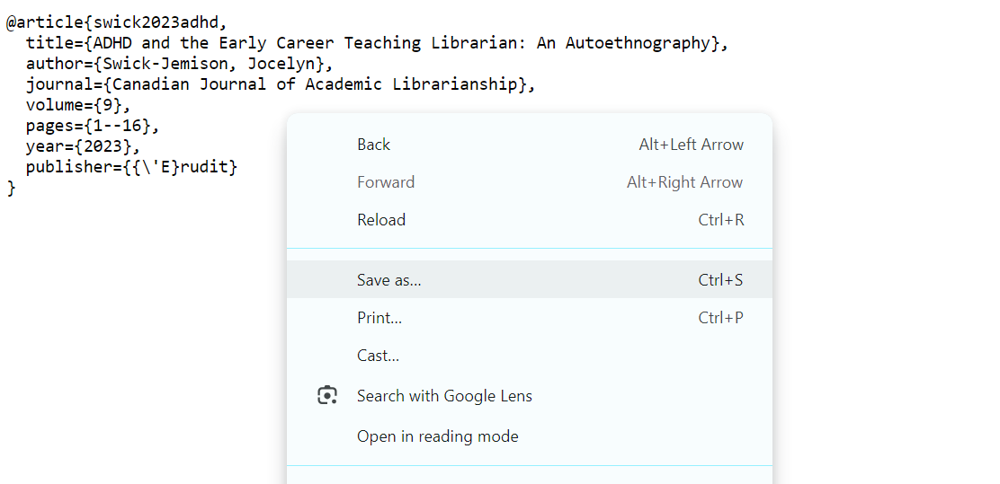 @article{swick2023adhd,
  title={ADHD and the Early Career Teaching Librarian: An Autoethnography},
  author={Swick-Jemison, Jocelyn},
  journal={Canadian Journal of Academic Librarianship},
  volume={9},
  pages={1--16},
  year={2023},
  publisher={{\'E}rudit}
}
Back Alt+Left Arrow
Forward Alt+Right Arrow
Reload Ctrl+R
Save as... Ctrl+S
Print... Ctrl+P
Cast...
Search with Google Lens
Open in reading mode